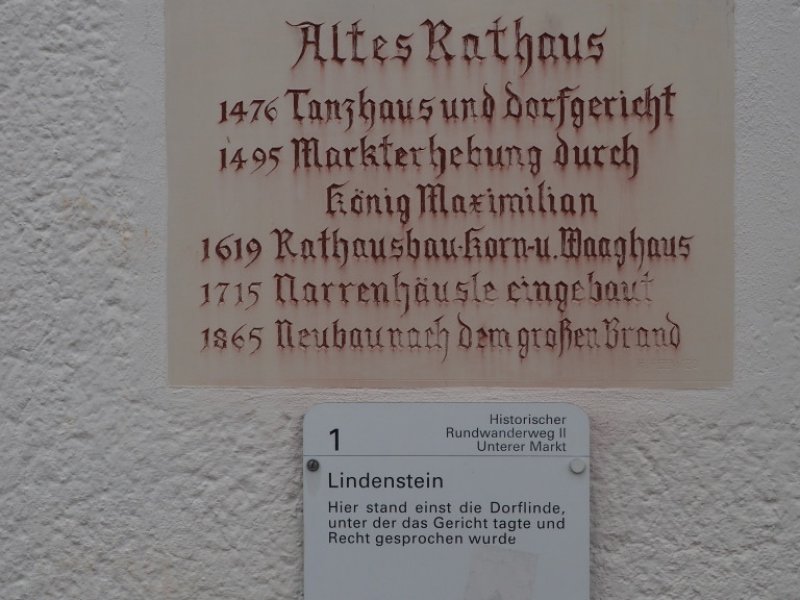 Altes Rathaus
1476 Tanzhaus und Dorfgericht
1495 Markterhebung durch
König Maximilian
1619 Rathausbau·Korn-u.Waaghaus
1715 Narrenhäusle eingebaut
1865 Neubau nach dem großen Brand
1
Historischer
Rundwanderweg II
Unterer Markt
Lindenstein
Hier stand einst die Dorflinde,
unter der das Gericht tagte und
Recht gesprochen wurde